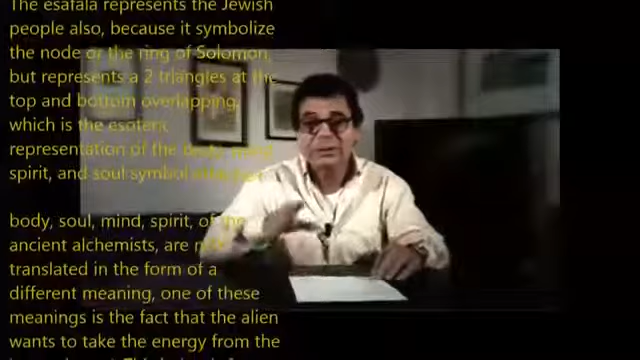 The esafala represents the Jewish
people also, because it symbolize
the node or the ring of Solomon,
but represents a 2 triangles at the
top and bottom overlapping,
which is the esoteric
representation of the body, mind
spirit, and soul symbol
body, soul, mind, spirit, of the
ancient alchemists, are
translated in the form of a
different meaning, one of these
meanings is the fact that the alien
wants to take the energy from the